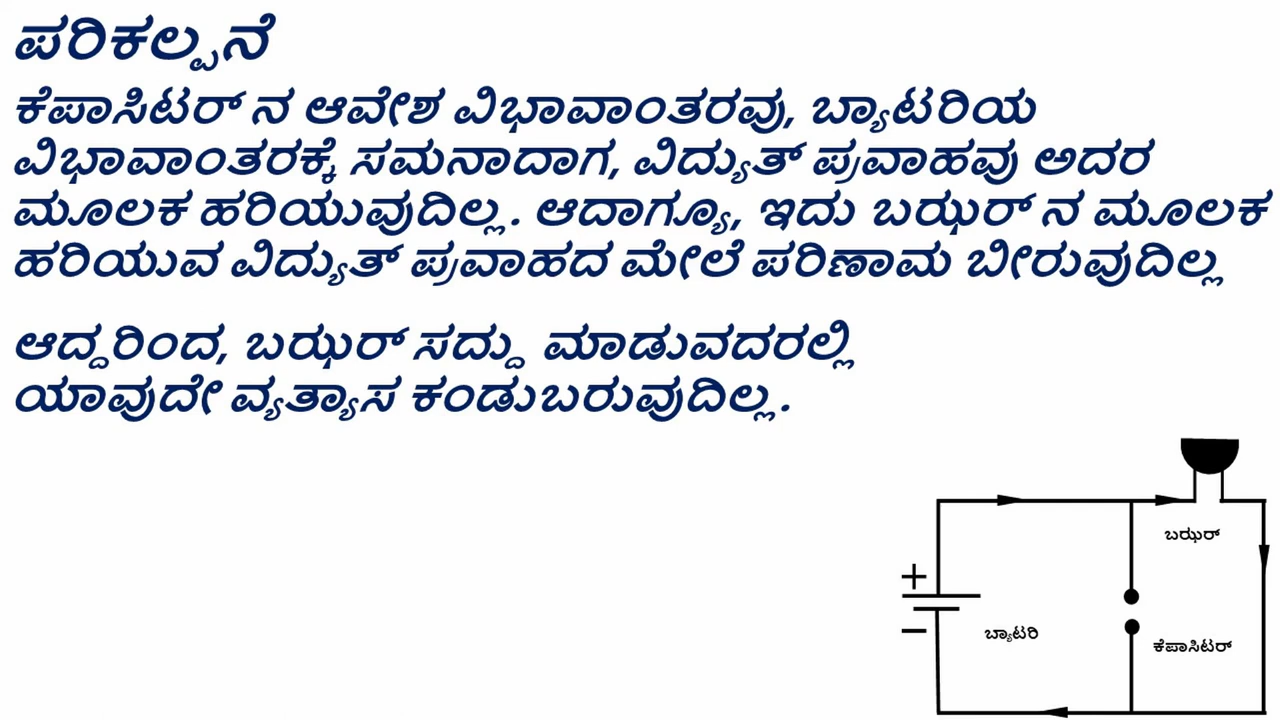 ಪರಿಕಲ್ಪನೆ
ಕೆಪಾಸಿಟರ್ ನ ಆವೇಶ ವಿಭಾವಾಂತರವು, ಬ್ಯಾಟರಿಯ
ವಿಭಾವಾಂತರಕ್ಕೆ ಸಮನಾದಾಗ, ವಿದ್ಯುತ್ ಪ್ರವಾಹವು ಅದರ
ಮೂಲಕ ಹರಿಯುವುದಿಲ್ಲ. ಆದಾಗ್ಯೂ, ಇದು ಬಝರ್ ನ ಮೂಲಕ
ಹರಿಯುವ ವಿದ್ಯುತ್ ಪ್ರವಾಹದ ಮೇಲೆ ಪರಿಣಾಮ ಬೀರುವುದಿಲ್ಲ
ಆದ್ದರಿಂದ, ಬಝರ್ ಸದ್ದು ಮಾಡುವದರಲ್ಲಿ
ಯಾವುದೇ ವ್ಯತ್ಯಾಸ ಕಂಡುಬರುವುದಿಲ್ಲ.
ಬಝರ್
+
−
ಬ್ಯಾಟರಿ
ಕೆಪಾಸಿಟರ್